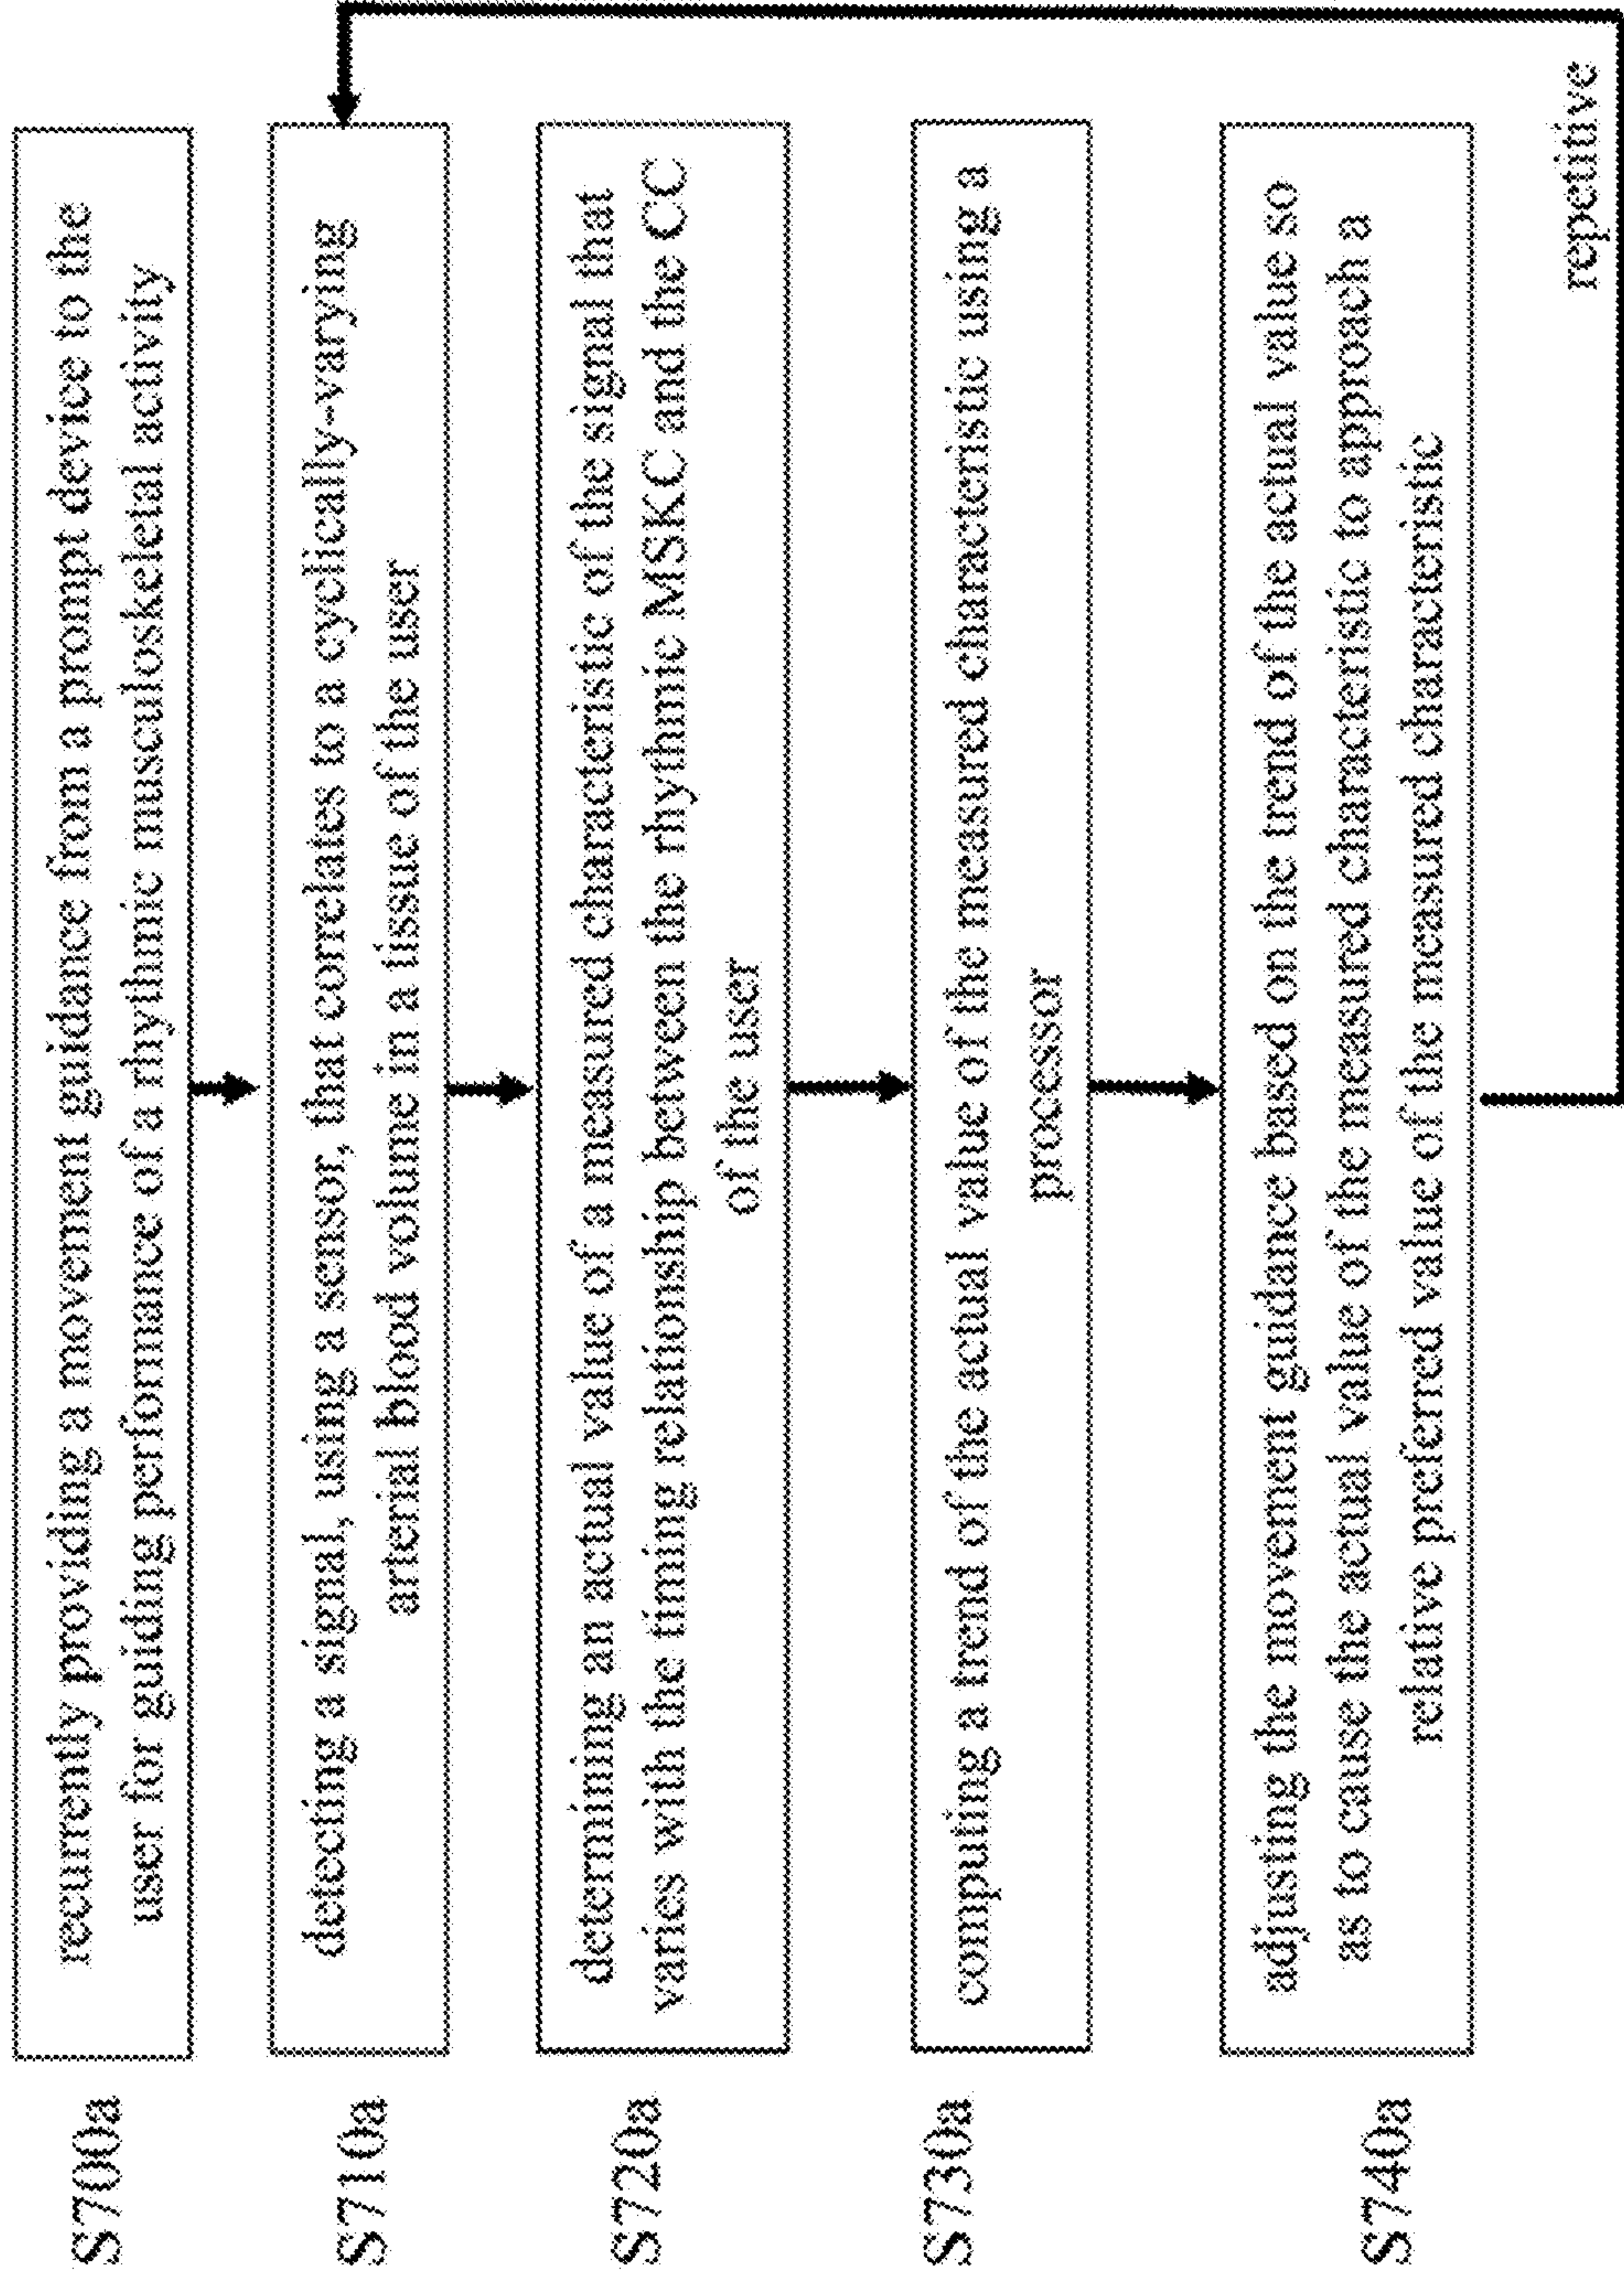 S700a
recurrently providing a movement guidance from a prompt device to the
user for guiding performance of a rhythmic musculoskeletal activity
S710a
detecting a signal, using a sensor, that correlates to a cyclically-varying
arterial blood volume in a tissue of the user
S720a
determining an actual value of a measured characteristic of the signal that
varies with the timing relationship between the rhythmic MSKC and the CC
of the user
S730a
computing a trend of the actual value of the measured characteristic using a
processor
S740a
adjusting the movement guidance based on the trend of the actual value so
as to cause the actual value of the measured characteristic to approach a
relative preferred value of the measured characteristic
repetitive